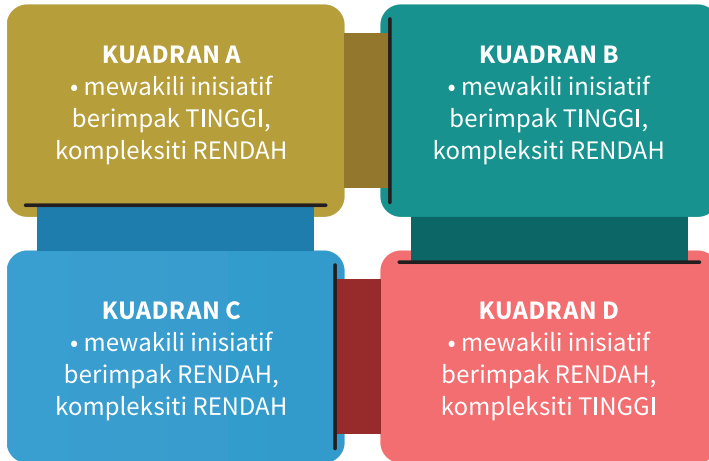 KUADRAN A
• mewakili inisiatif
berimpak TINGGI,
kompleksiti RENDAH
KUADRAN B
• mewakili inisiatif
berimpak TINGGI,
kompleksiti RENDAH
KUADRAN C
• mewakili inisiatif
berimpak RENDAH,
kompleksiti RENDAH
KUADRAN D
• mewakili inisiatif
berimpak RENDAH,
kompleksiti TINGGI